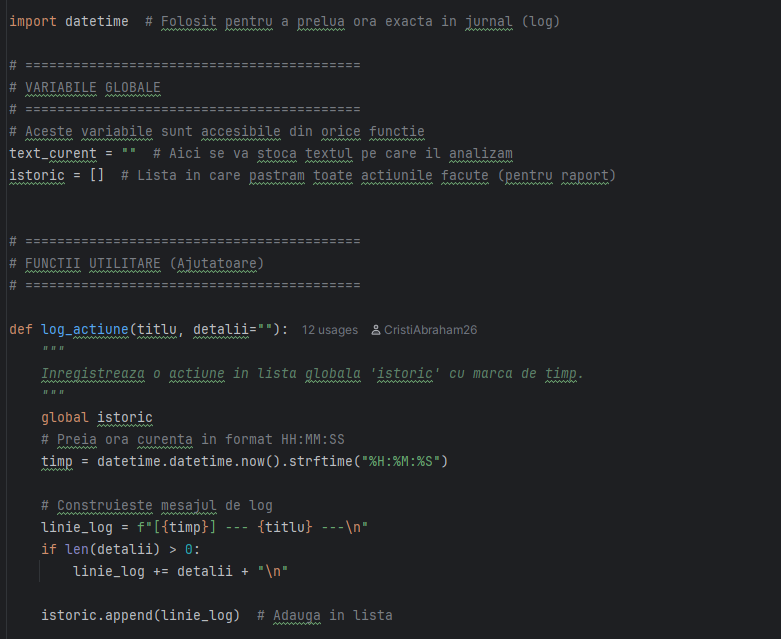 import datetime  # Folosit pentru a prelua ora exacta in jurnal (log)
# ==========================================
# VARIABILE GLOBALE
# ==========================================
# Aceste variabile sunt accesibile din orice functie
text_curent = ""  # Aici se va stoca textul pe care il analizam
istoric = []  # Lista in care pastram toate actiunile facute (pentru raport)
# ==========================================
# FUNCTII UTILITARE (Ajutatoare)
# ==========================================
def log_actiune(titlu, detalii=""):  12 usages  CristiAbraham26
    """
    Inregistreaza o actiune in lista globala 'istoric' cu marca de timp.
    """
    global istoric
    # Preia ora curenta in format HH:MM:SS
    timp = datetime.datetime.now().strftime("%H:%M:%S")
    # Construieste mesajul de log
    linie_log = f"[{timp}] --- {titlu} ---\n"
    if len(detalii) > 0:
        linie_log += detalii + "\n"
    istoric.append(linie_log)  # Adauga in lista